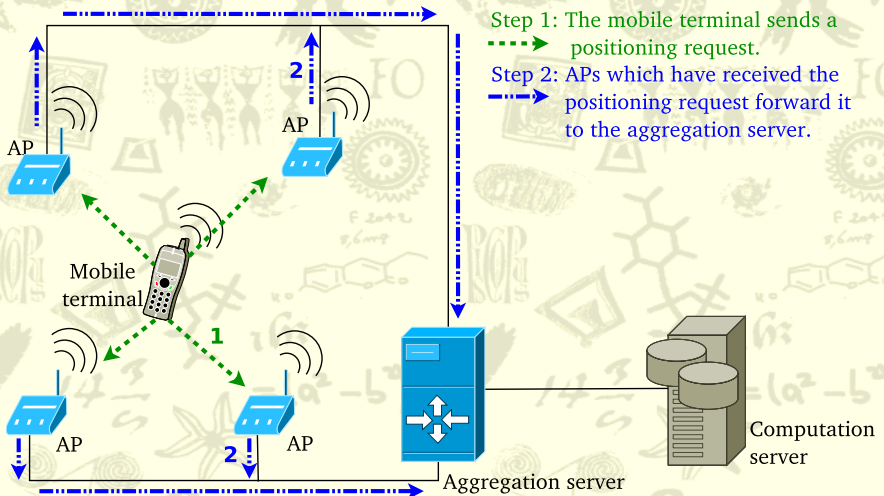 Step 1: The mobile terminal sends a
positioning request.
Step 2: APs which have received the
positioning request forward it
to the aggregation server.
2
AP
AP
Mobile
terminal
1
AP
2
AP
Aggregation server
Computation
server